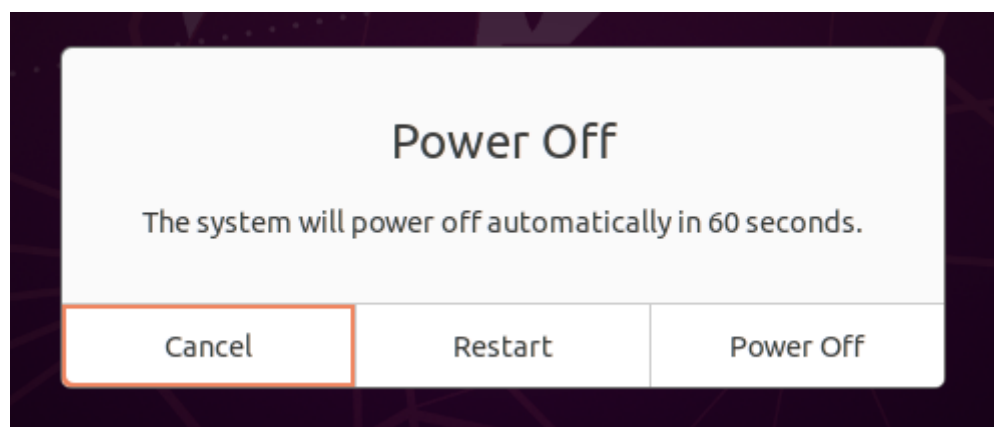 Power Off
The system will power off automatically in 60 seconds.
Cancel Restart Power Off